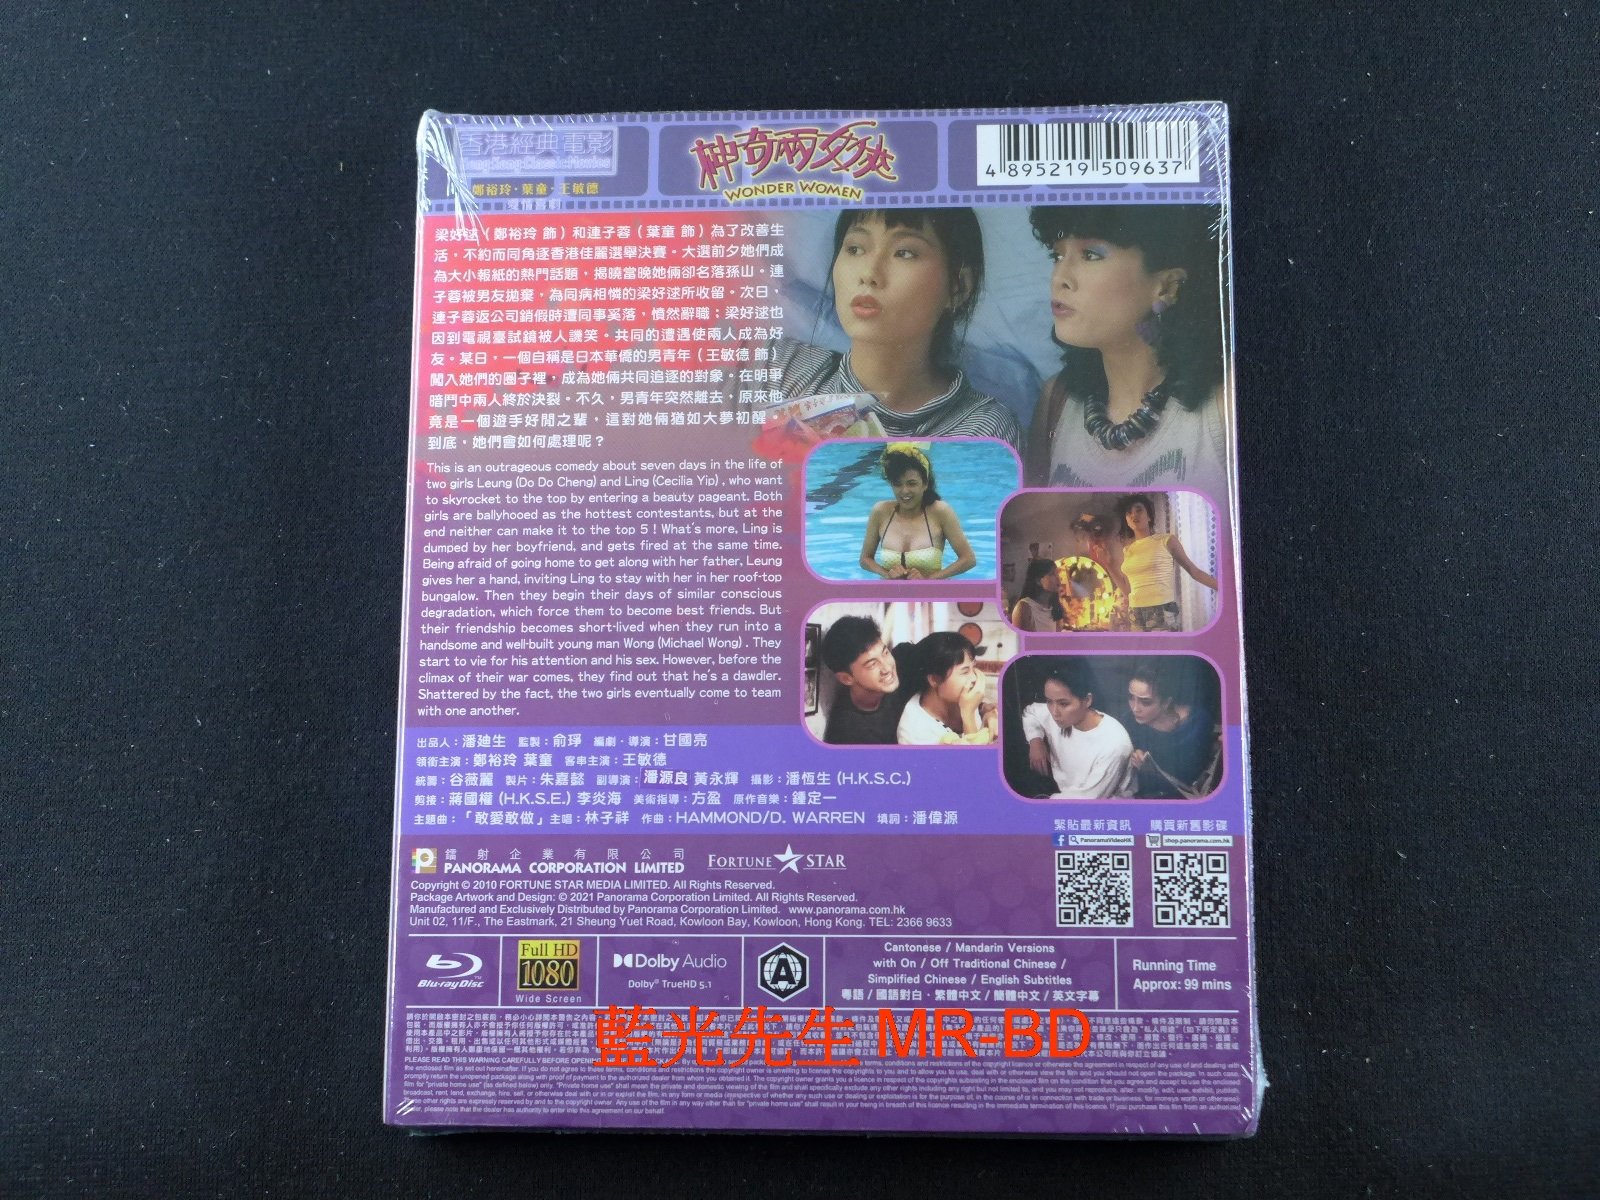 香港經典電影
Hong Kong Classic Movies
鄭裕玲・葉童・王敏德
愛情喜劇
神奇兩女俠
WONDER WOMEN
4 895219 509637
梁好逑（鄭裕玲 飾）和連子蓉（葉童 飾）為了改善生
活，不約而同角逐香港佳麗選舉決賽。大選前夕她們成
為大小報紙的熱門話題，揭曉當晚她倆卻名落孫山。連
子蓉被男友拋棄，為同病相憐的梁好逑所收留。次日，
連子蓉返公司銷假時遭同事奚落，憤然辭職；梁好逑也
因到電視臺試鏡被人譏笑。共同的遭遇使兩人成為好
友。某日，一個自稱是日本華僑的男青年（王敏德 飾）
闖入她們的圈子裡，成為她倆共同追逐的對象。在明爭
暗鬥中兩人終於決裂。不久，男青年突然離去，原來他
竟是一個遊手好閒之輩，這對她倆猶如大夢初醒。
到底，她們會如何處理呢？
This is an outrageous comedy about seven days in the life of
two girls Leung (Do Do Cheng) and Ling (Cecilia Yip) , who want
to skyrocket to the top by entering a beauty pageant. Both
girls are ballyhooed as the hottest contestants, but at the
end neither can make it to the top 5 ! What's more, Ling is
dumped by her boyfriend, and gets fired at the same time.
Being afraid of going home to get along with her father, Leung
gives her a hand, inviting Ling to stay with her in her roof-top
bungalow. Then they begin their days of similar conscious
degradation, which force them to become best friends. But
their friendship becomes short-lived when they run into a
handsome and well-built young man Wong (Michael Wong) . They
start to vie for his attention and his sex. However, before the
climax of their war comes, they find out that he's a dawdler.
Shattered by the fact, the two girls eventually come to team
with one another.
出品人：潘廸生 監製：俞琤 編劇・導演：甘國亮
領銜主演：鄭裕玲 葉童 客串主演：王敏德
統籌：谷薇麗 製片：朱嘉懿 副導演：潘源良 黃永輝 攝影：潘恆生 (H.K.S.C.)
剪接：蔣國權 (H.K.S.E.) 李炎海 美術指導：方盈 原作音樂：鍾定一
主題曲：「敢愛敢做」主唱：林子祥 作曲：HAMMOND/D. WARREN 填詞：潘偉源
緊貼最新資訊
PanoramaVideoHK
購買新舊影碟
shop.panorama.com.hk
鐳射企業有限公司
PANORAMA CORPORATION LIMITED
FORTUNE STAR
Copyright © 2010 FORTUNE STAR MEDIA LIMITED. All Rights Reserved.
Package Artwork and Design: © 2021 Panorama Corporation Limited. All Rights Reserved.
Manufactured and Exclusively Distributed by Panorama Corporation Limited. www.panorama.com.hk
Unit 02, 11/F., The Eastmark, 21 Sheung Yuet Road, Kowloon Bay, Kowloon, Hong Kong. TEL: 2366 9633
Blu-ray Disc
Full HD
1080
Wide Screen
Dolby Audio
Dolby® TrueHD 5.1
A
Cantonese / Mandarin Versions
with On / Off Traditional Chinese /
Simplified Chinese / English Subtitles
粵語 / 國語對白・繁體中文 / 簡體中文 / 英文字幕
Running Time
Approx: 99 mins
藍光先生 MR-BD